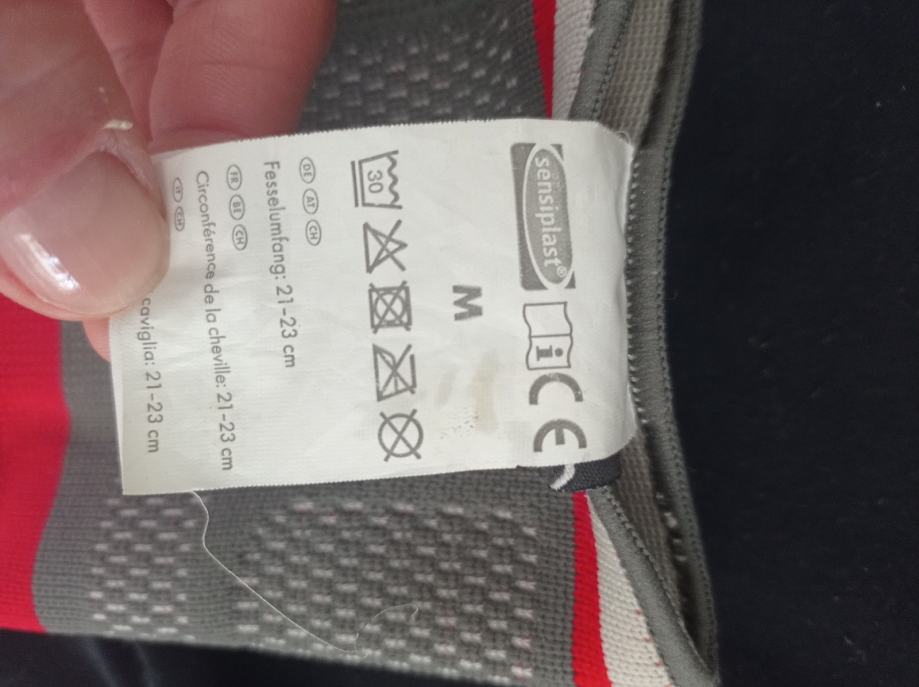 sensiplast®
i CE
M
30
DE AT CH
Fesselumfang: 21-23 cm
FR BE CH
Circonférence de la cheville: 21-23 cm
IT CH
caviglia: 21-23 cm